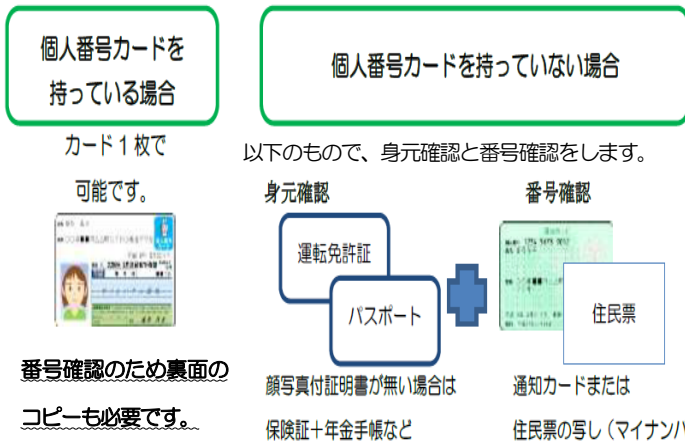 個人番号カードを
持っている場合
カード１枚で
可能です。
番号確認のため裏面の
コピーも必要です。
個人番号カードを持っていない場合
以下のもので、身元確認と番号確認をします。
身元確認
運転免許証
パスポート
顔写真付証明書が無い場合は
保険証＋年金手帳など
番号確認
通知カード
住民票
通知カードまたは
住民票の写し（マイナンバ